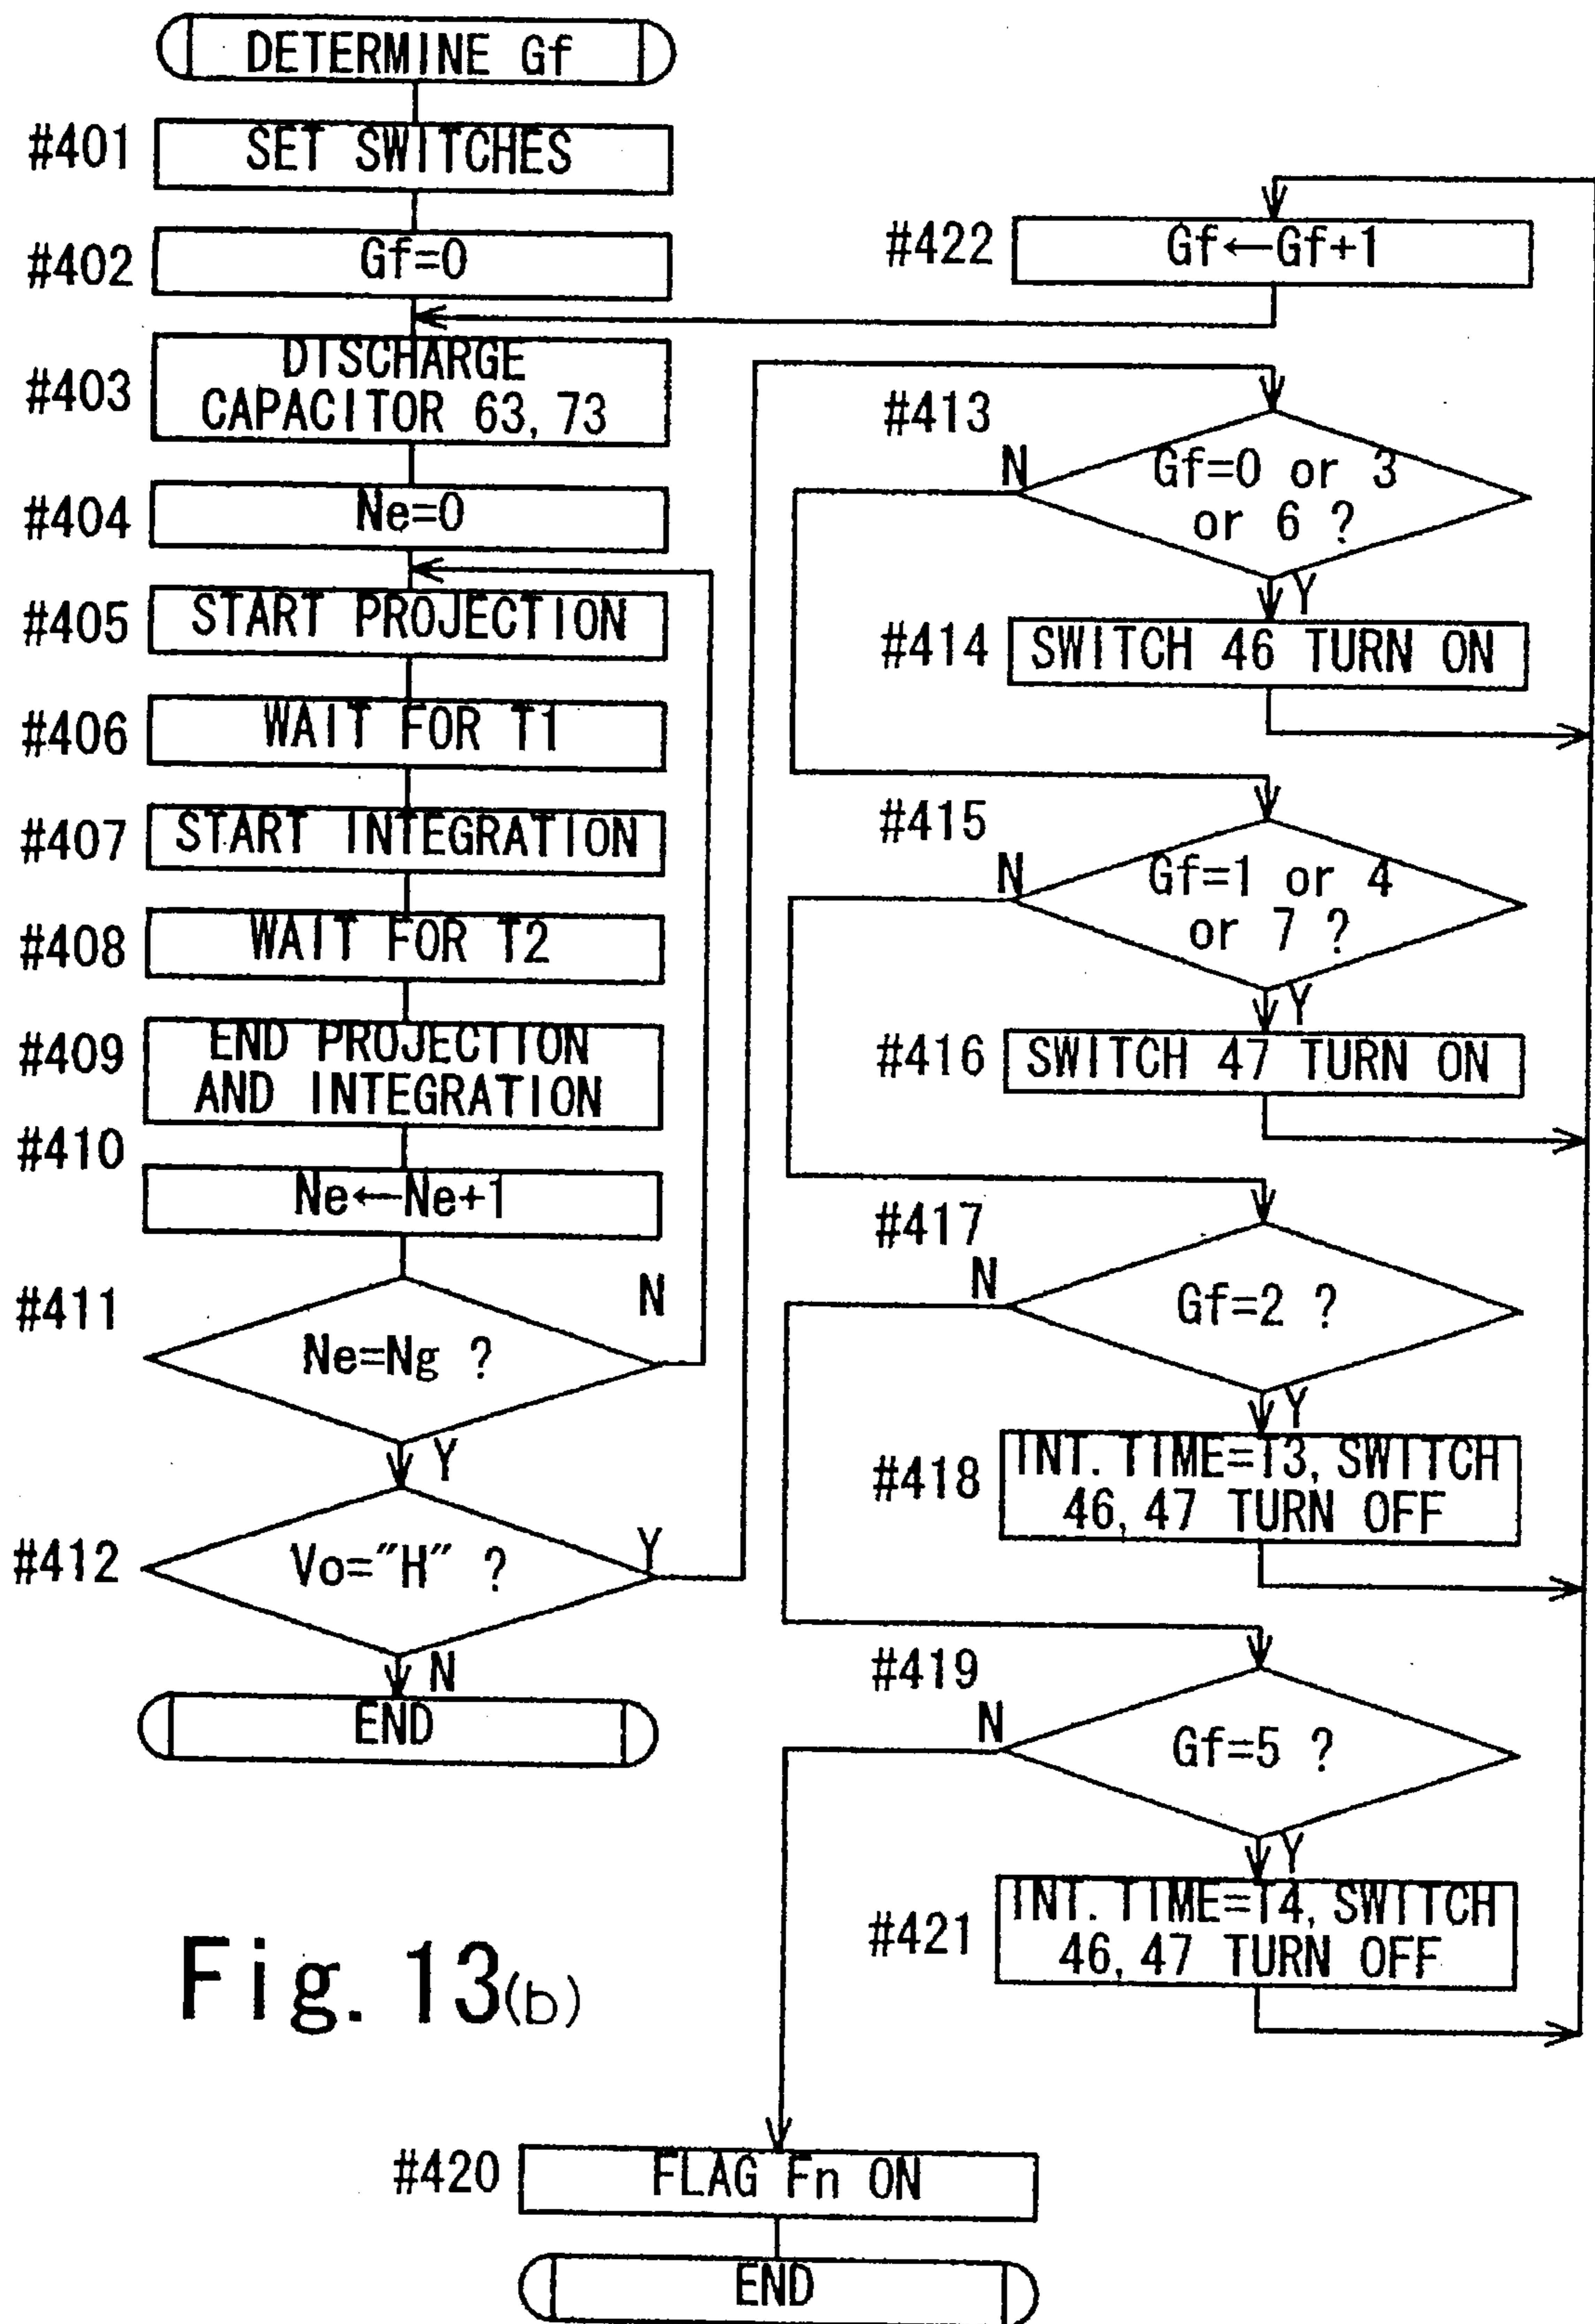 DETERMINE Gf
#401
SET SWITCHES
#402
Gf=0
#403
DISCHARGE
CAPACITOR 63, 73
#404
Ne=0
#405
START PROJECTION
#406
WAIT FOR T1
#407
START INTEGRATION
#408
WAIT FOR T2
#409
END PROJECTION
AND INTEGRATION
#410
Ne←Ne+1
#411
N
Ne=Ng ?
Y
#412
Vo="H" ?
Y
N
END
#422
Gf←Gf+1
#413
N
Gf=0 or 3
or 6 ?
Y
#414
SWITCH 46 TURN ON
#415
N
Gf=1 or 4
or 7 ?
Y
#416
SWITCH 47 TURN ON
#417
N
Gf=2 ?
Y
#418
INT. TIME=T3, SWITCH
46, 47 TURN OFF
#419
N
Gf=5 ?
Y
#421
INT. TIME=T4, SWITCH
46, 47 TURN OFF
#420
FLAG Fn ON
END
Fig. 13(b)